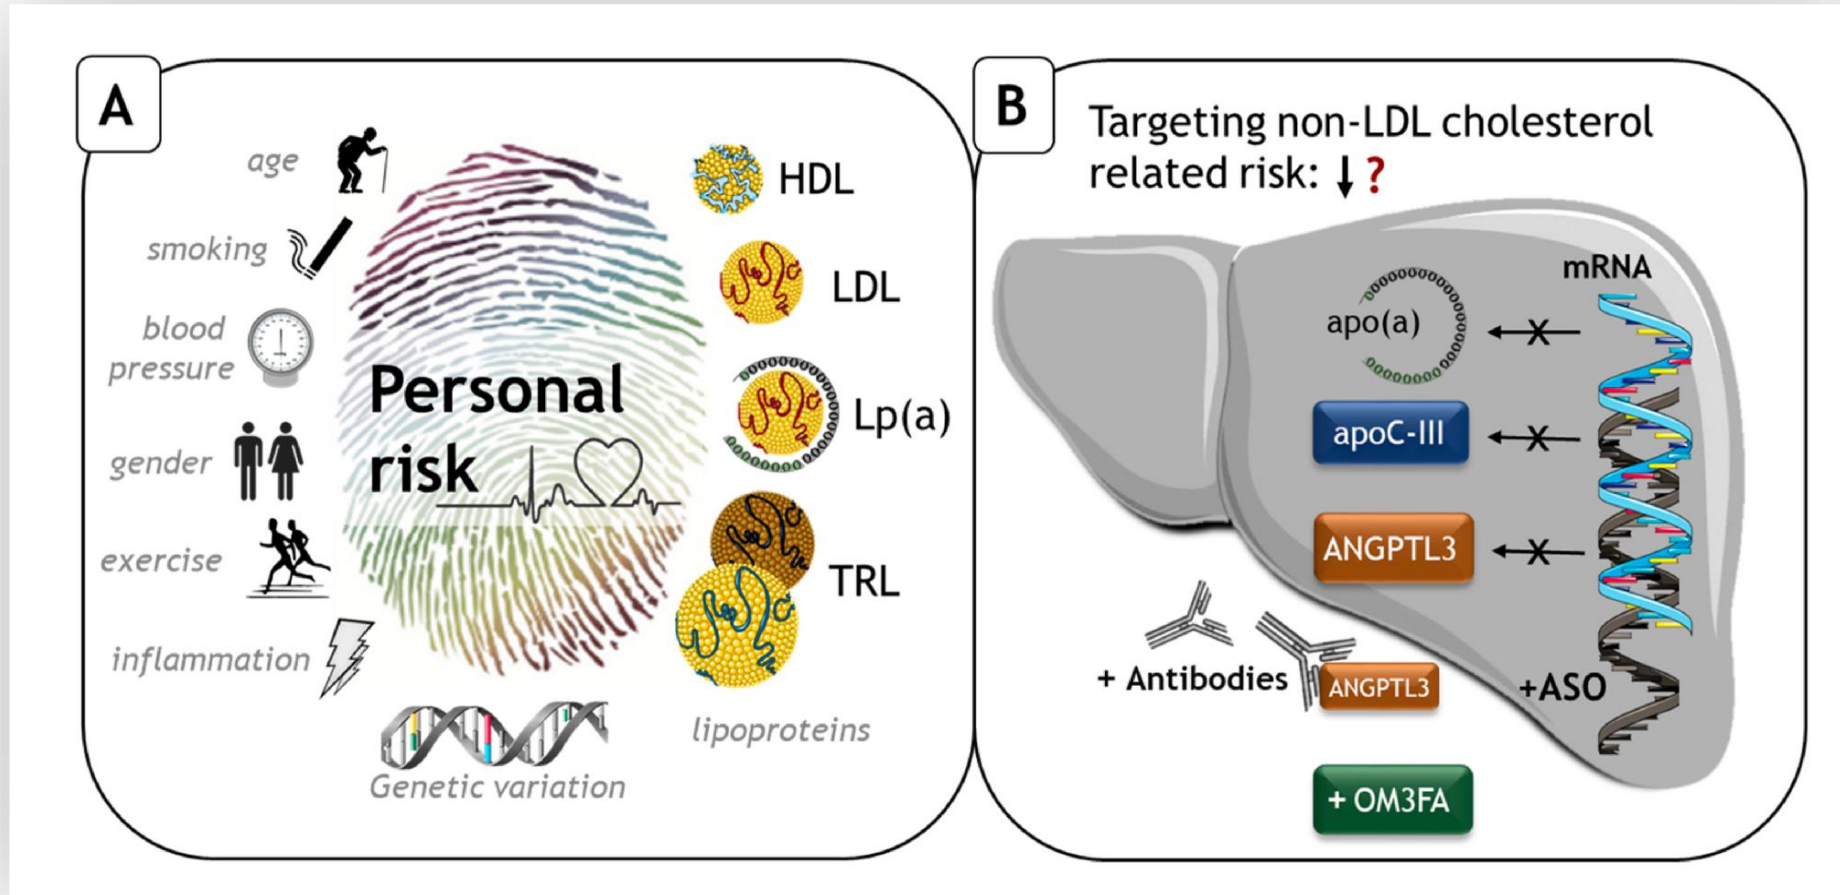 A
age
smoking
blood
pressure
gender
exercise
inflammation
Genetic variation
Personal
risk
HDL
LDL
Lp(a)
TRL
lipoproteins
B
Targeting non-LDL cholesterol
related risk: ↓ ?
mRNA
apo(a)
apoC-III
ANGPTL3
+ Antibodies
ANGPTL3
+ASO
+ OM3FA